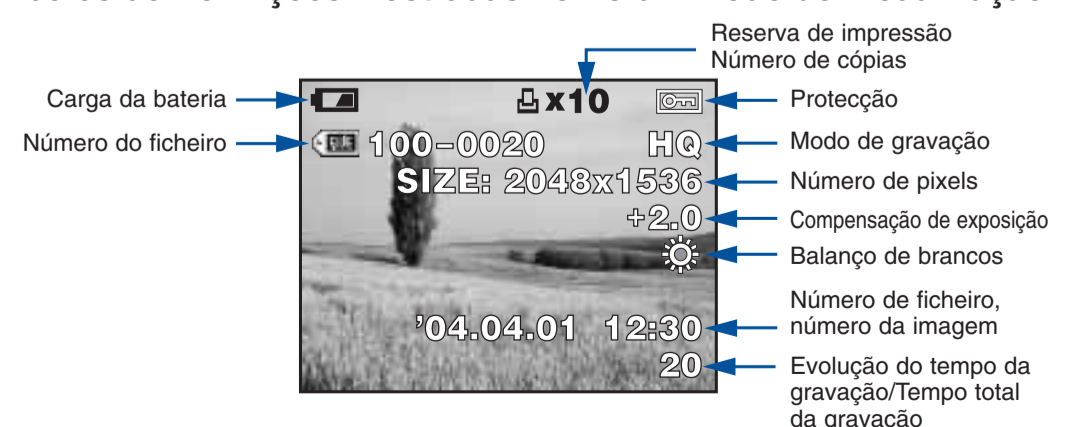 Reserva de impressão
Número de cópias
Carga da bateria
x10
Protecção
Número do ficheiro
100-0020
HQ
Modo de gravação
SIZE: 2048x1536
Número de pixels
+2.0
Compensação de exposição
Balanço de brancos
'04.04.01 12:30
Número de ficheiro,
número da imagem
20
Evolução do tempo da
gravação/Tempo total
da gravação